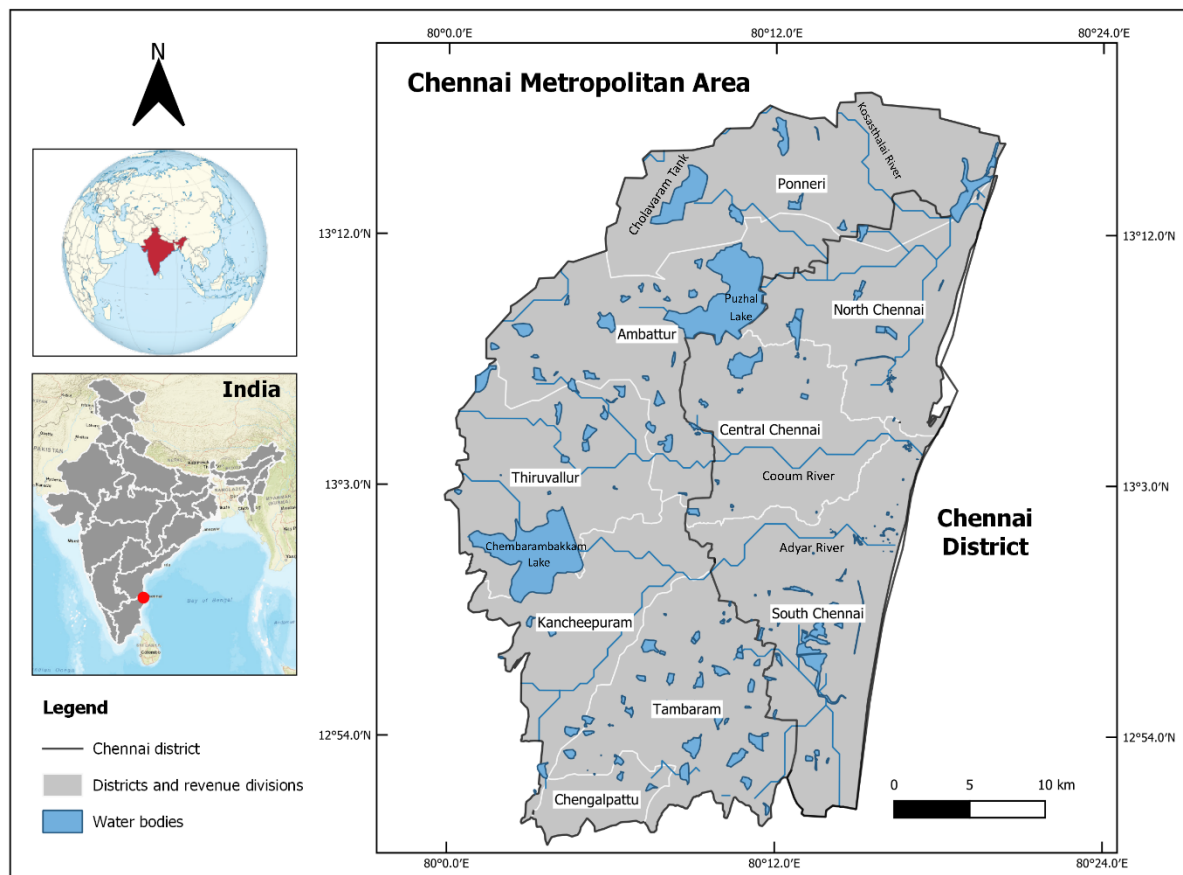 N
India
PAKISTAN
Bay of Bengal
Legend
Chennai district
Districts and revenue divisions
Water bodies
80°0.0'E
80°12.0'E
80°24.0'E
Chennai Metropolitan Area
Kosasthalai River
Cholavaram Tank
Ponneri
13°12.0'N
13°12.0'N
Puzhal
Lake
North Chennai
Ambattur
Central Chennai
Thiruvallur
Cooum River
13°3.0'N
13°3.0'N
Chennai
District
Chembarambakkam
Lake
Adyar River
South Chennai
Kancheepuram
Tambaram
12°54.0'N
12°54.0'N
Chengalpattu
0
5
10 km
80°0.0'E
80°12.0'E
80°24.0'E